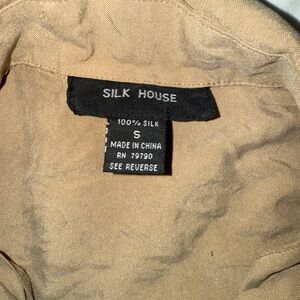 SILK HOUSE
100% SILK
S
MADE IN CHINA
RN 79790
SEE REVERSE